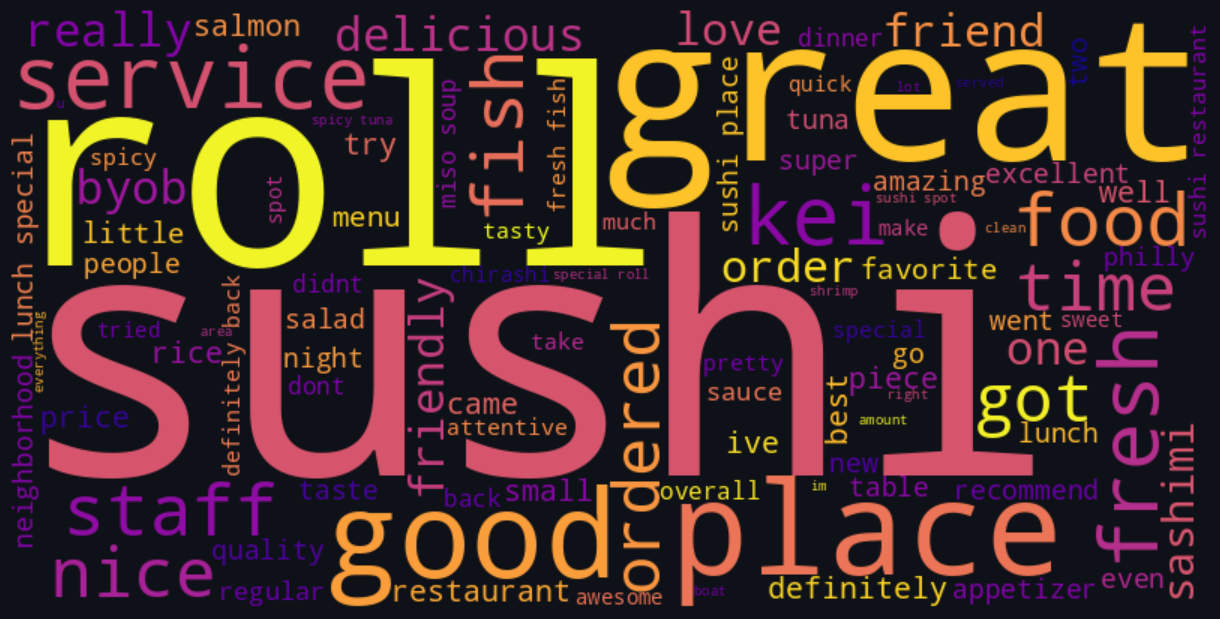 really
salmon
delicious
love
dinner
friend
two
sushi restaurant
service
roll
great
fish
miso soup
fresh fish
sushi place
quick
lot
served
u
spicy tuna
try
tuna
spicy
byob
spot
menu
tasty
much
super
amazing
excellent
well
sushi spot
kei
make
clean
food
lunch special
little
people
order
favorite
philly
didnt
chirashi
special roll
shrimp
time
sushi
definitely back
friendly
ordered
everything
tried
area
rice
salad
night
dont
take
pretty
sauce
special
go
piece
right
best
amount
went
sweet
one
got
lunch
fresh
sashimi
neighborhood
price
came
attentive
ive
new
staff
taste
back
small
overall
im
table
recommend
nice
quality
regular
good
restaurant
awesome
place
boat
definitely
appetizer
even